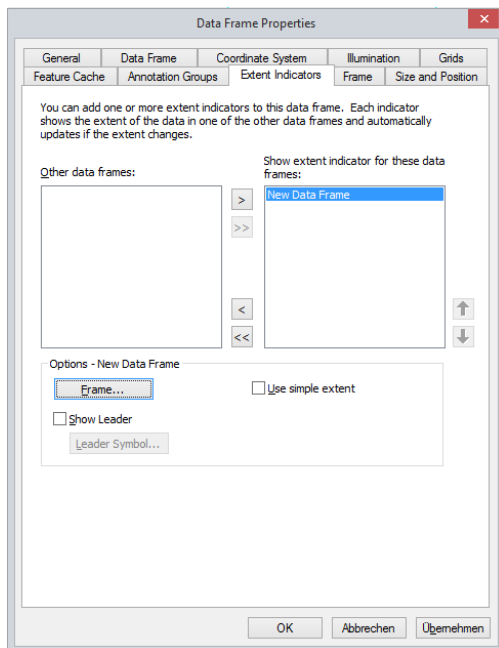 Data Frame Properties
×
General Data Frame Coordinate System Illumination Grids
Feature Cache Annotation Groups Extent Indicators Frame Size and Position
You can add one or more extent indicators to this data frame. Each indicator
shows the extent of the data in one of the other data frames and automatically
updates if the extent changes.
Other data frames:
Show extent indicator for these data
frames:
New Data Frame
>
>>
<
<<
Options - New Data Frame
Frame...
Use simple extent
Show Leader
Leader Symbol...
OK Abbrechen Übernehmen